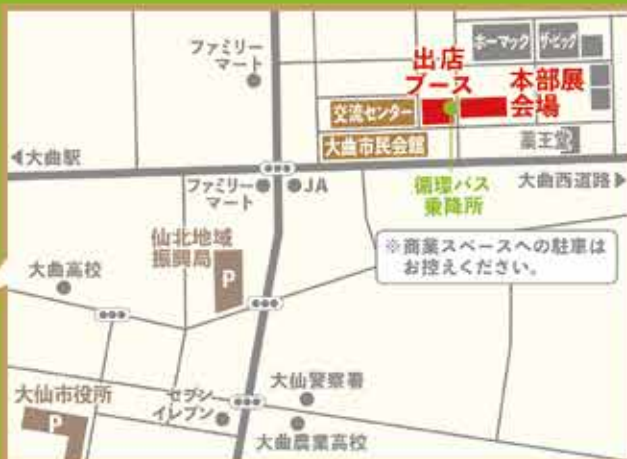 ファミリー
マート
ホーマック
ザ・ビッグ
出店
ブース
本部展
会場
交流センター
大曲市民会館
薬王堂
◀大曲駅
ファミリー
マート
JA
循環バス
乗降所
大曲西道路▶
仙北地域
振興局
P
※商業スペースへの駐車は
お控えください。
大曲高校
大仙市役所
P
セブン
イレブン
大仙警察署
大曲農業高校